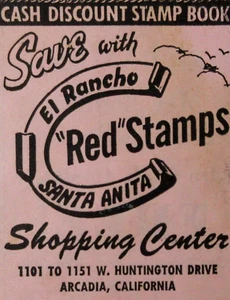 CASH DISCOUNT STAMP BOOK
Save with
El Rancho
"Red" Stamps
SANTA ANITA
Shopping Center
1101 TO 1151 W. HUNTINGTON DRIVE
ARCADIA, CALIFORNIA